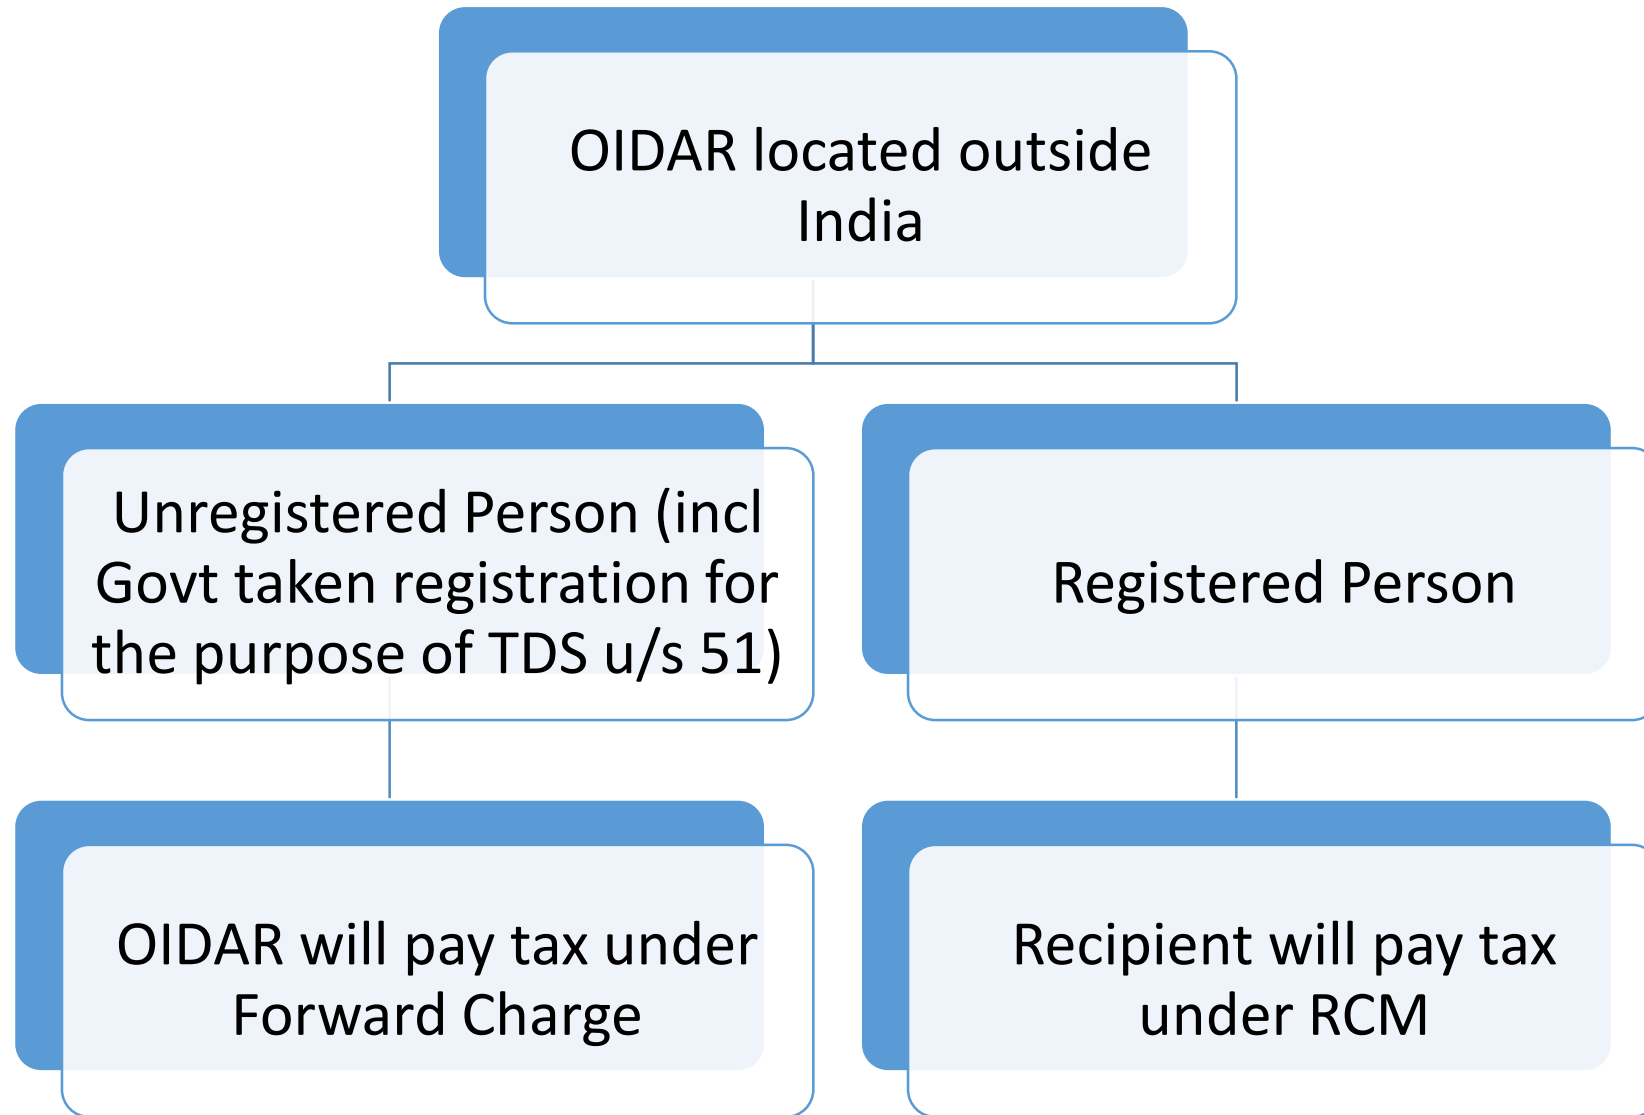 OIDAR located outside
India
Unregistered Person (incl
Govt taken registration for
the purpose of TDS u/s 51)
Registered Person
OIDAR will pay tax under
Forward Charge
Recipient will pay tax
under RCM